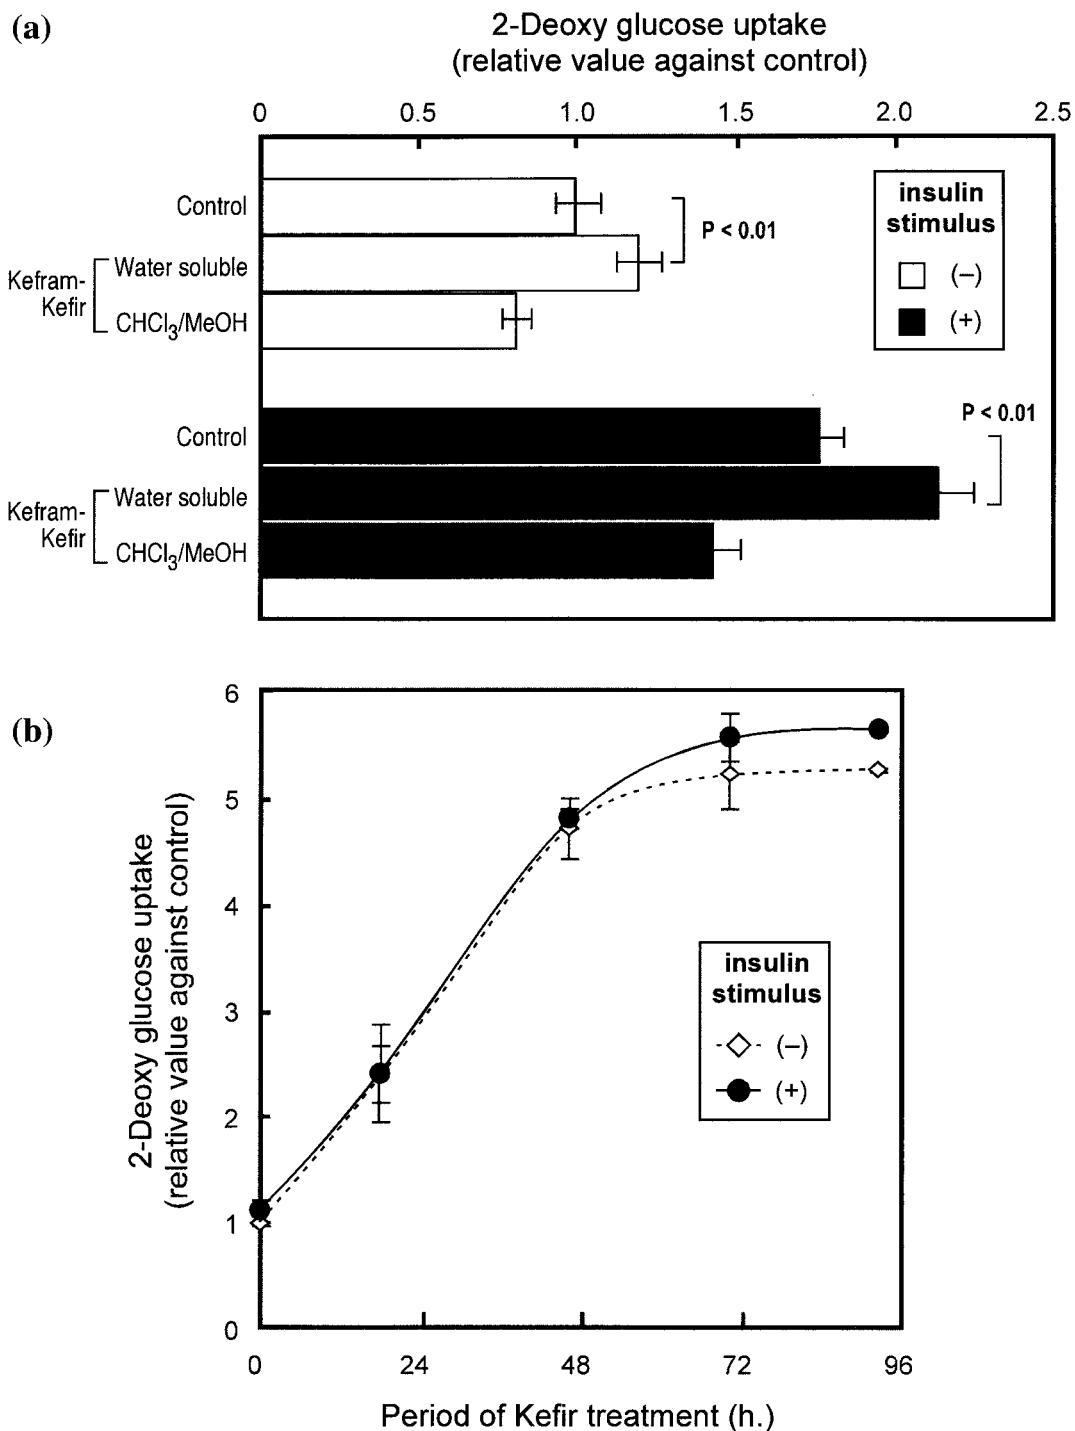 (a)
2-Deoxy glucose uptake
(relative value against control)
0 0.5 1.0 1.5 2.0 2.5
Control
Kefram-
Kefir
Water soluble
CHCl3/MeOH
P < 0.01
insulin
stimulus
(–)
(+)
Control
Kefram-
Kefir
Water soluble
CHCl3/MeOH
P < 0.01
(b)
2-Deoxy glucose uptake
(relative value against control)
6
5
4
3
2
1
0
insulin
stimulus
(–)
(+)
0 24 48 72 96
Period of Kefir treatment (h.)